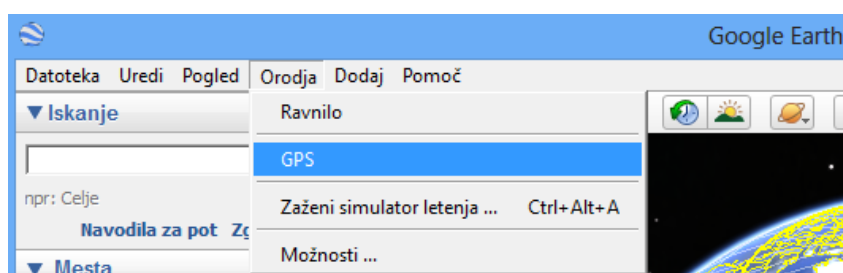 Google Earth
Datoteka Uredi Pogled Orodja Dodaj Pomoč
Iskanje
Ravnilo
GPS
npr: Celje
Zaženi simulator letenja ... Ctrl+Alt+A
Navodila za pot
Možnosti ...
Mesta